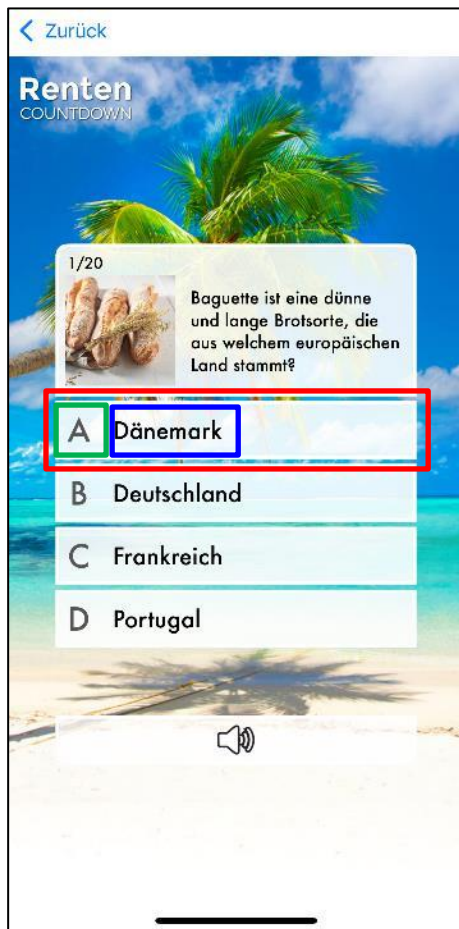 Zurück
Renten
COUNTDOWN
1/20
Baguette ist eine dünne
und lange Brotsorte, die
aus welchem europäischen
Land stammt?
A Dänemark
B Deutschland
C Frankreich
D Portugal